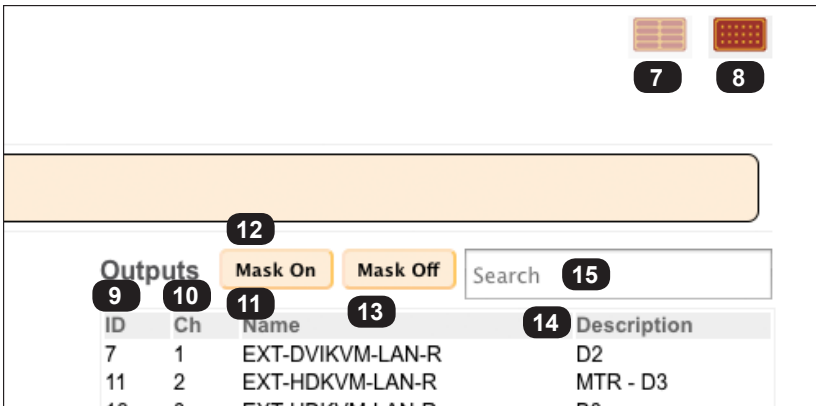 7 8
12
Outputs Mask On Mask Off Search 15
9 10 11 13
ID Ch Name 14 Description
7 1 EXT-DVIKVM-LAN-R D2
11 2 EXT-HDKVM-LAN-R MTR - D3